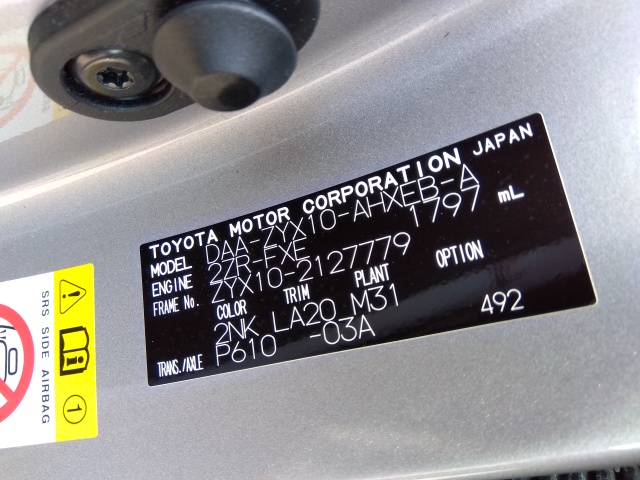 TOYOTA MOTOR CORPORATION JAPAN
MODEL DAA-ZYX10-AHXEB-A
ENGINE 2ZR-FXE 1797 mL
FRAME No. ZYX10-2127779
COLOR TRIM PLANT OPTION
2NK LA20 M31
TRANS./AXLE P610 -03A 492
SRS SIDE AIRBAG
1